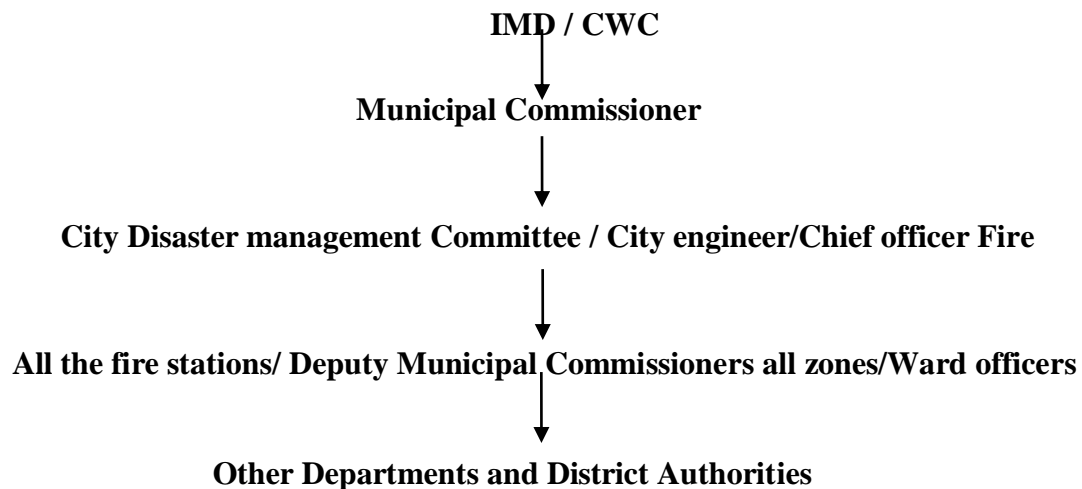 IMD / CWC
Municipal Commissioner
City Disaster management Committee / City engineer/Chief officer Fire
All the fire stations/ Deputy Municipal Commissioners all zones/Ward officers
Other Departments and District Authorities